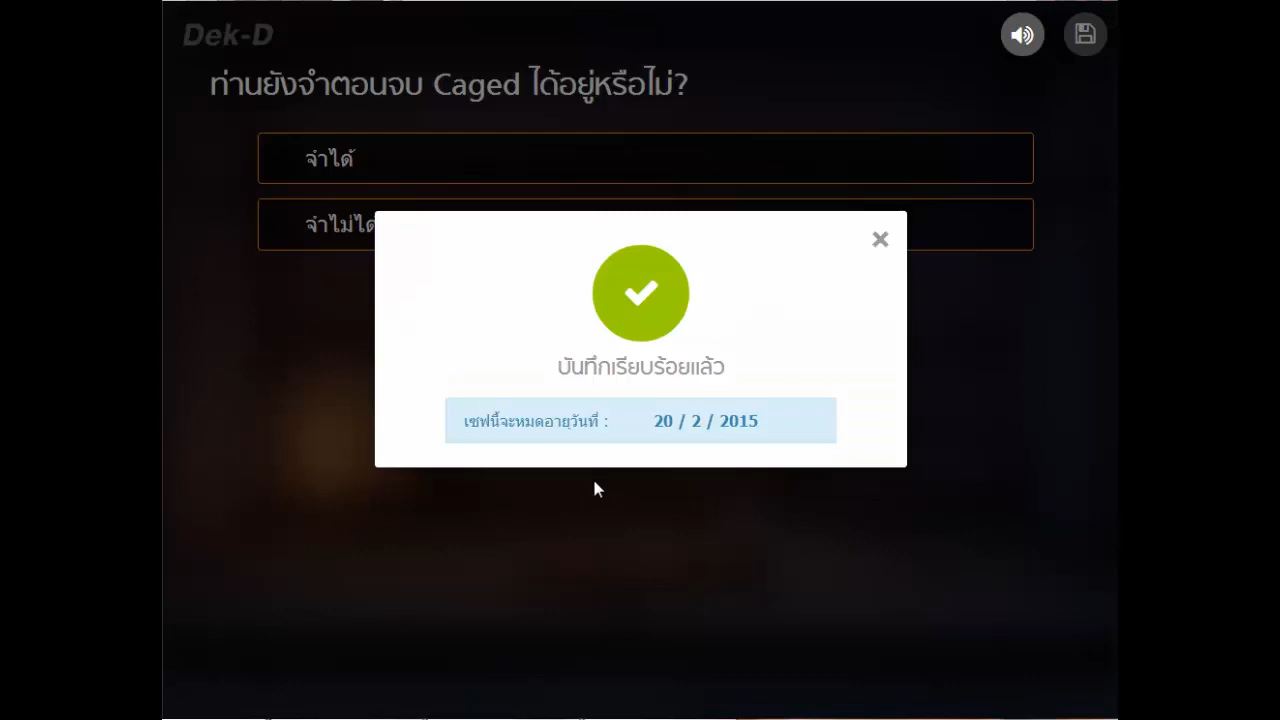 Dek-D
ท่านยังจำตอนจบ Caged ได้อยู่หรือไม่?
จำได้
จำไม่ได้
บันทึกเรียบร้อยแล้ว
เซฟนี้จะหมดอายุวันที่ : 20 / 2 / 2015